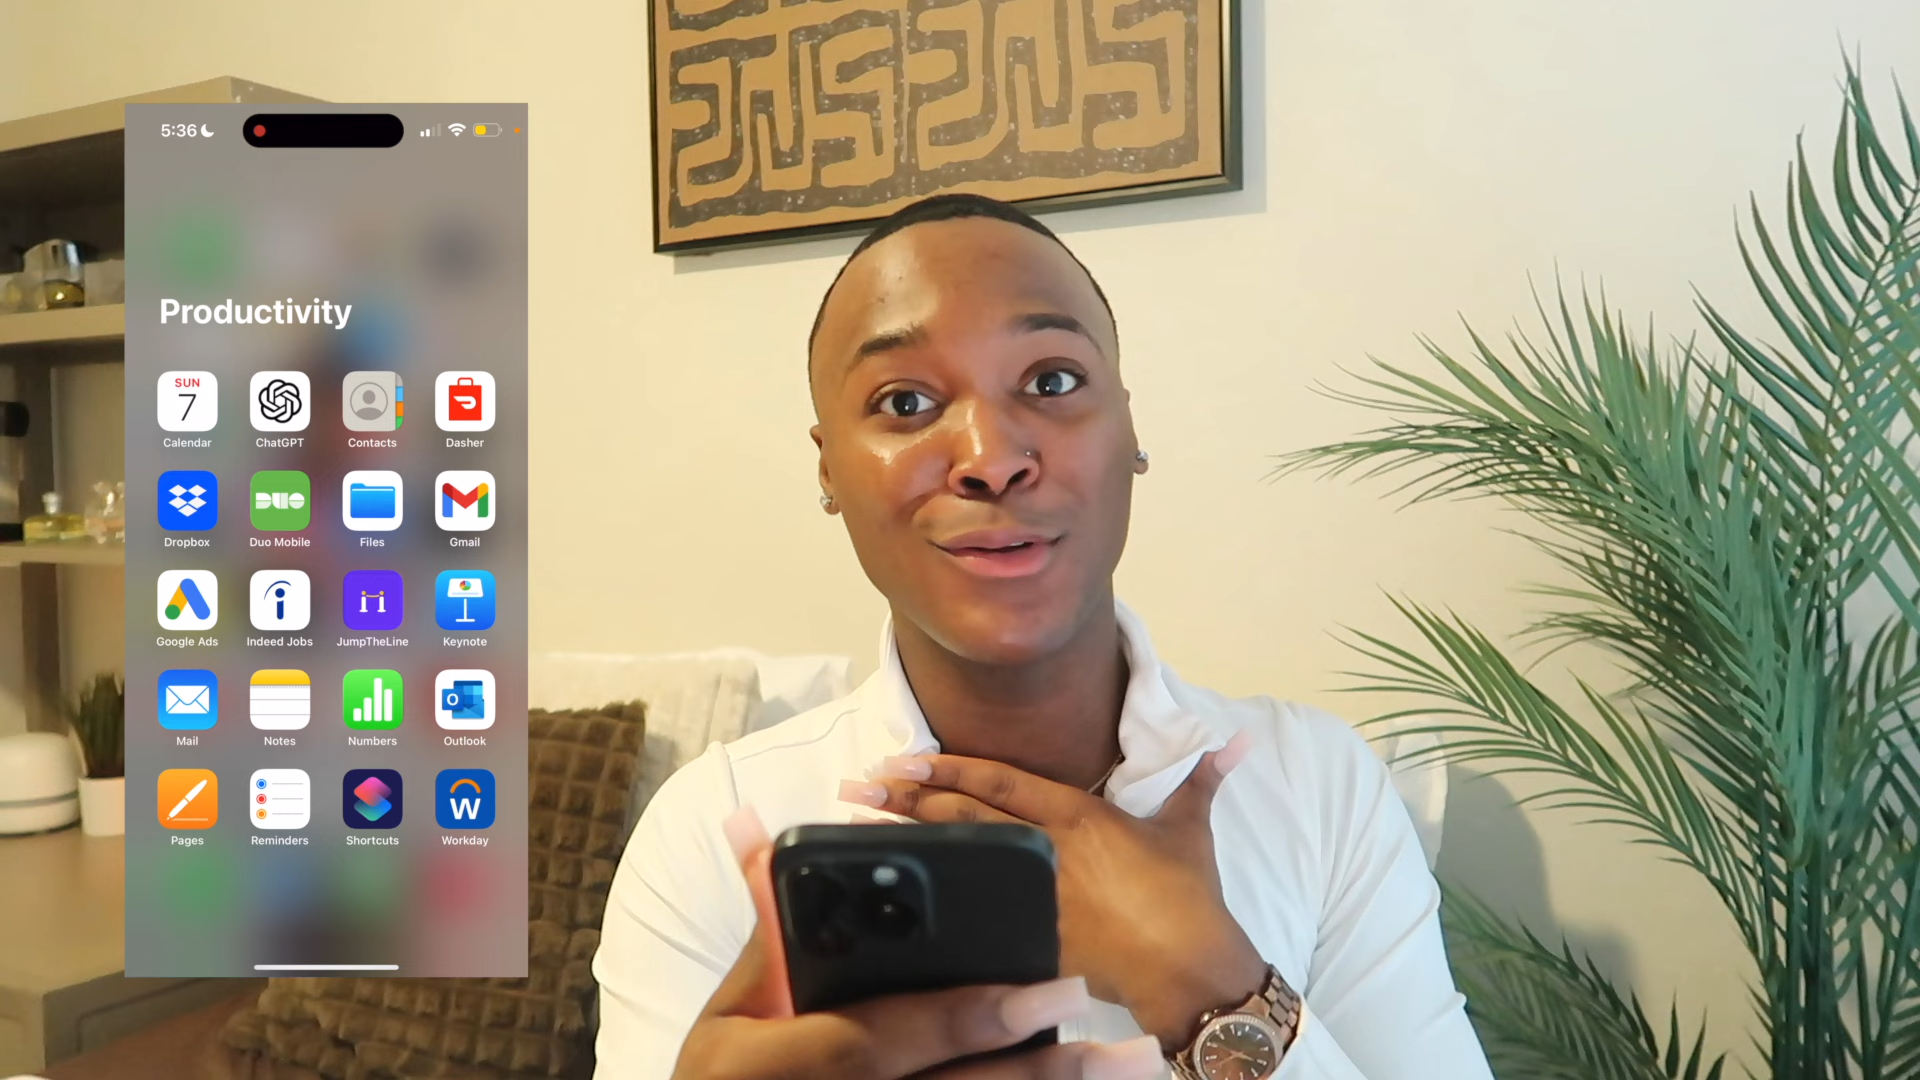 5:36
Productivity
SUN
7
Calendar ChatGPT Contacts Dasher
DUO
Dropbox Duo Mobile Files Gmail
Google Ads Indeed Jobs JumpTheLine Keynote
O
Mail Notes Numbers Outlook
W
Pages Reminders Shortcuts Workday